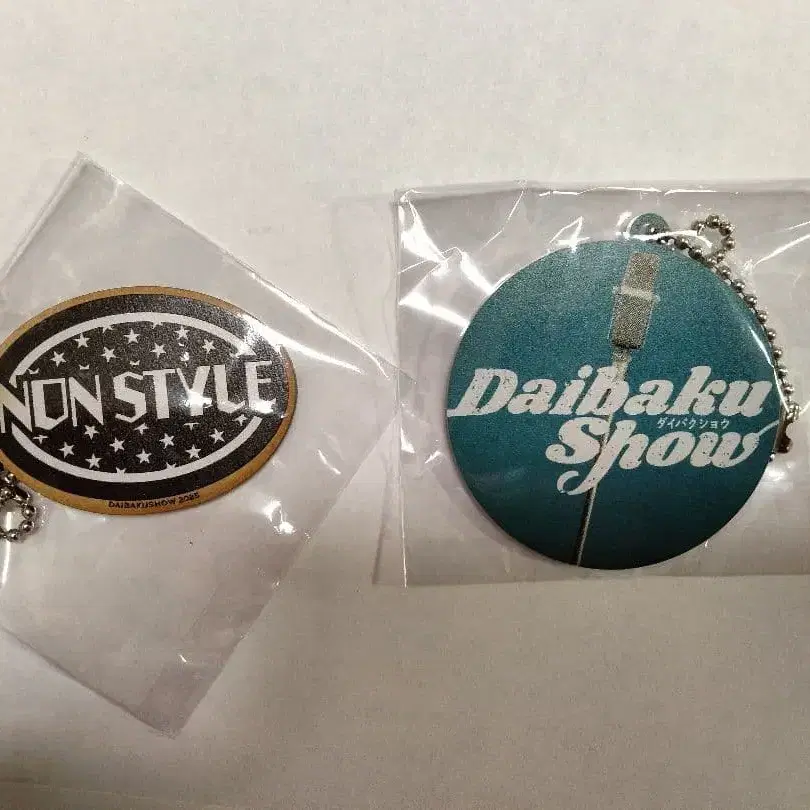 NON STYLE
DAIBAKUSHOW 2025
Daibaku
ダイバクショウ
Show